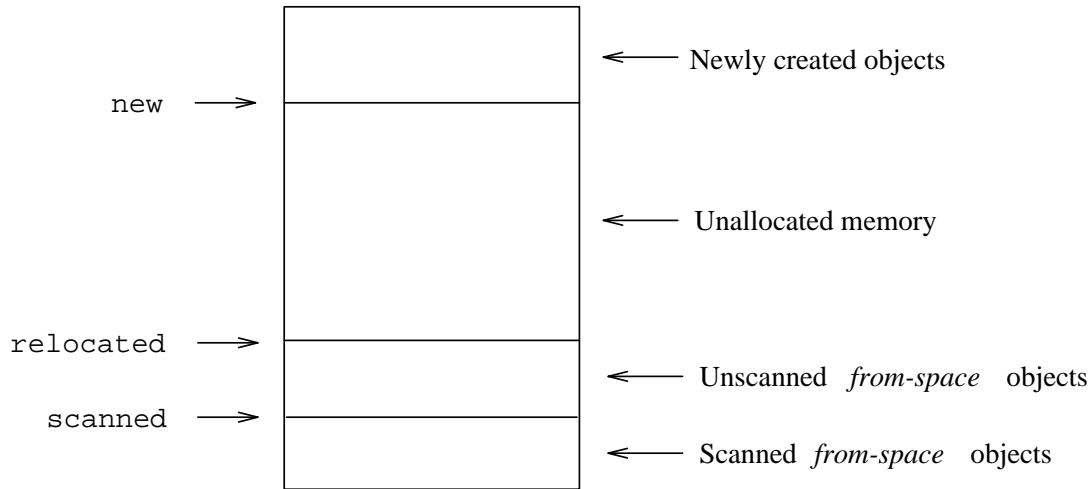 Newly created objects
new
Unallocated memory
relocated
Unscanned from-space objects
scanned
Scanned from-space objects